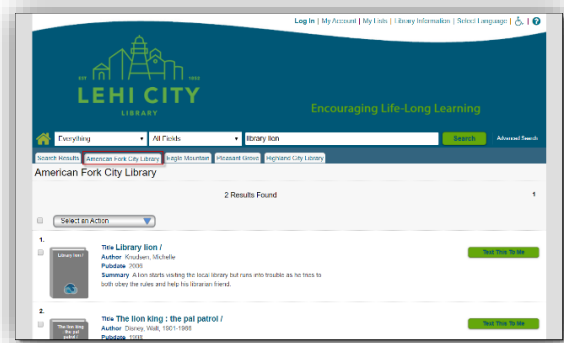 Log In | My Account | My Lists | Library Information | Select Language |
EST 1998
LEHI CITY
LIBRARY
Encouraging Life-Long Learning
Everything All Fields library lion Search Advanced Search
Search Results American Fork City Library Eagle Mountain Pleasant Grove Highland City Library
American Fork City Library
2 Results Found 1
Select an Action
1.
Library lion /
Title Library lion /
Author Knudsen, Michelle
Pubdate 2006
Summary A lion starts visiting the local library but runs into trouble as he tries to
both obey the rules and help his librarian friend.
Text This To Me
2.
The lion king
: the pal
patrol /
Title The lion king : the pal patrol /
Author Disney, Walt, 1901-1966
Pubdate 1998
Text This To Me